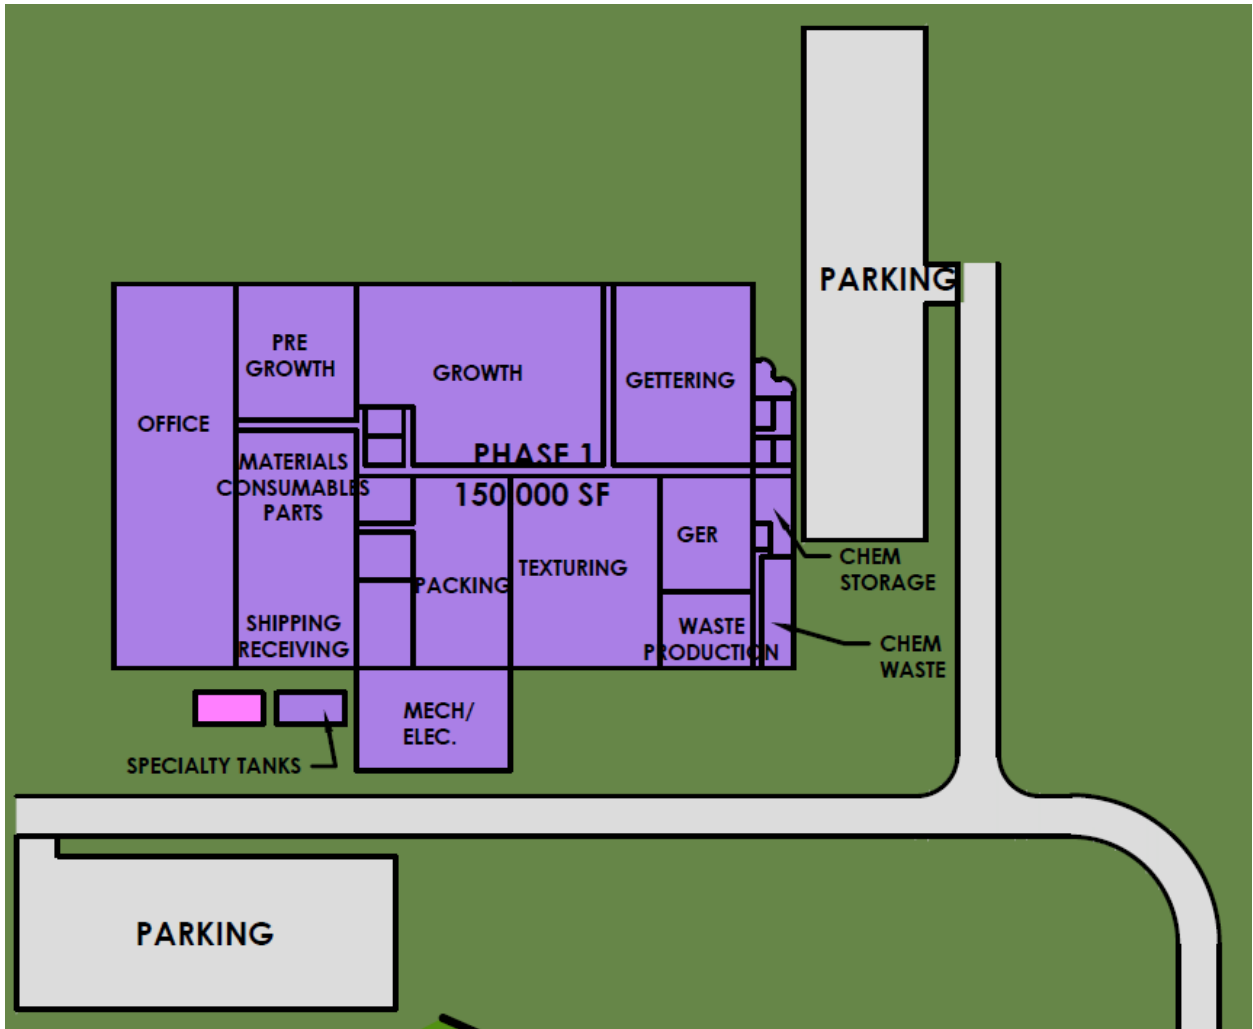 PARKING
PRE
GROWTH
GROWTH
GETTERING
OFFICE
PHASE 1
150 000 SF
MATERIALS
CONSUMABLES
PARTS
GER
CHEM
STORAGE
TEXTURING
PACKING
SHIPPING
RECEIVING
WASTE
PRODUCTION
CHEM
WASTE
MECH/
ELEC.
SPECIALTY TANKS
PARKING